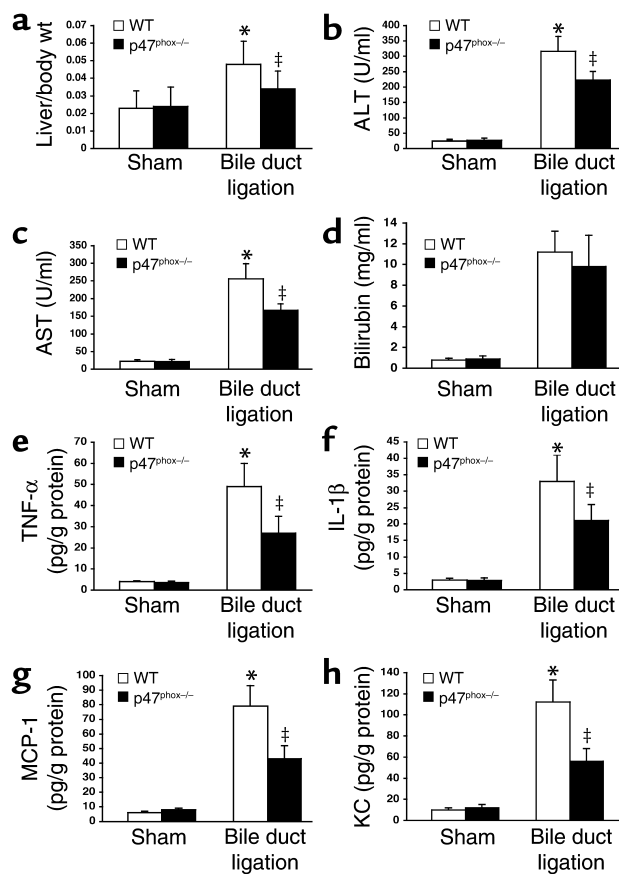 a
WT
p47phox–/–
Liver/body wt
0.07
0.06
0.05
0.04
0.03
0.02
0.01
0
*
‡
Sham
Bile duct
ligation
b
WT
p47phox–/–
ALT (U/ml)
400
350
300
250
200
150
100
50
0
*
‡
Sham
Bile duct
ligation
c
WT
p47phox–/–
AST (U/ml)
350
300
250
200
150
100
50
0
*
‡
Sham
Bile duct
ligation
d
WT
p47phox–/–
Bilirubin (mg/ml)
14
12
10
8
6
4
2
0
Sham
Bile duct
ligation
e
WT
p47phox–/–
TNF-α
(pg/g protein)
70
60
50
40
30
20
10
0
*
‡
Sham
Bile duct
ligation
f
WT
p47phox–/–
IL-1β
(pg/g protein)
45
40
35
30
25
20
15
10
5
0
*
‡
Sham
Bile duct
ligation
g
WT
p47phox–/–
MCP-1
(pg/g protein)
90
80
70
60
50
40
30
20
10
0
*
‡
Sham
Bile duct
ligation
h
WT
p47phox–/–
KC (pg/g protein)
140
120
100
80
60
40
20
0
*
‡
Sham
Bile duct
ligation